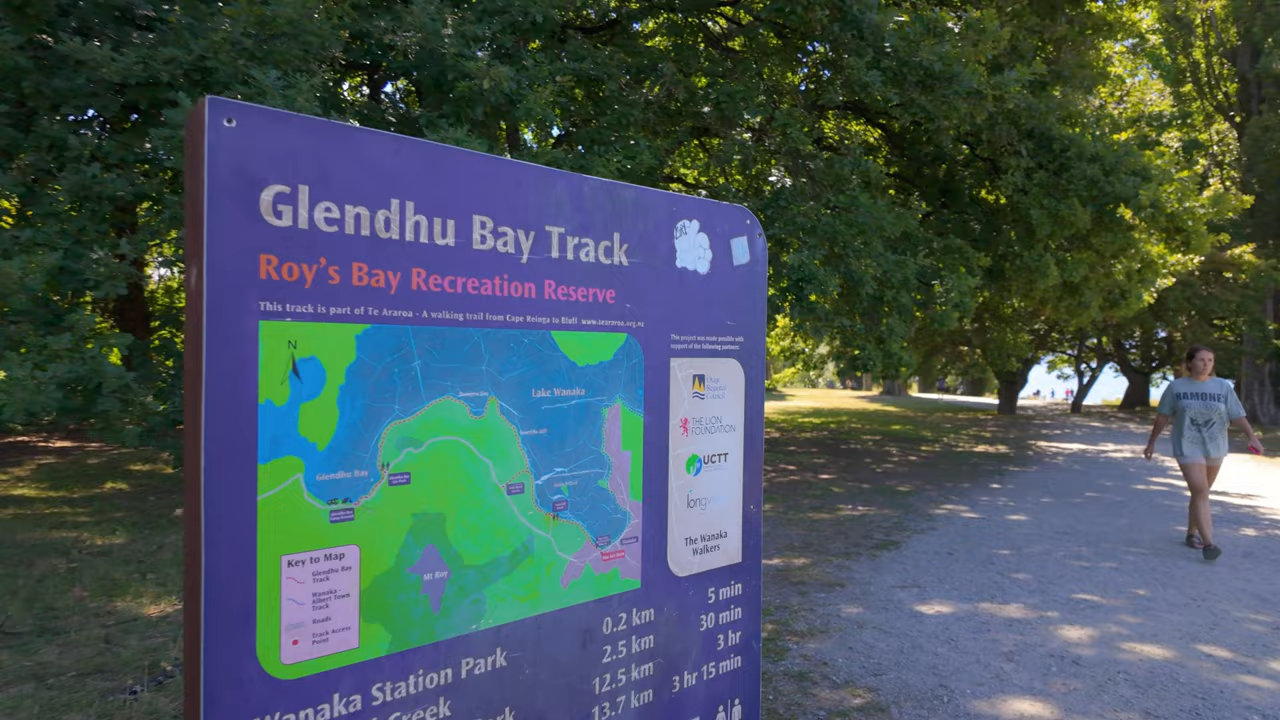 Glendhu Bay Track
Roy's Bay Recreation Reserve
This track is part of Te Araroa - A walking trail from Cape Reinga to Bluff www.teararoa.org.nz
This project was made possible with
support of the following partners:
N
Lake Wanaka
Glendhu Bay
Mt Roy
Key to Map
Glendhu Bay
Track
Wanaka -
Albert Town
Track
Roads
Track Access
Point
Otago
Regional
Council
THE LION
FOUNDATION
UCTT
The Wanaka
Walkers
0.2 km 5 min
Wanaka Station Park 2.5 km 30 min
Creek 12.5 km 3 hr
13.7 km 3 hr 15 min
RAMONES